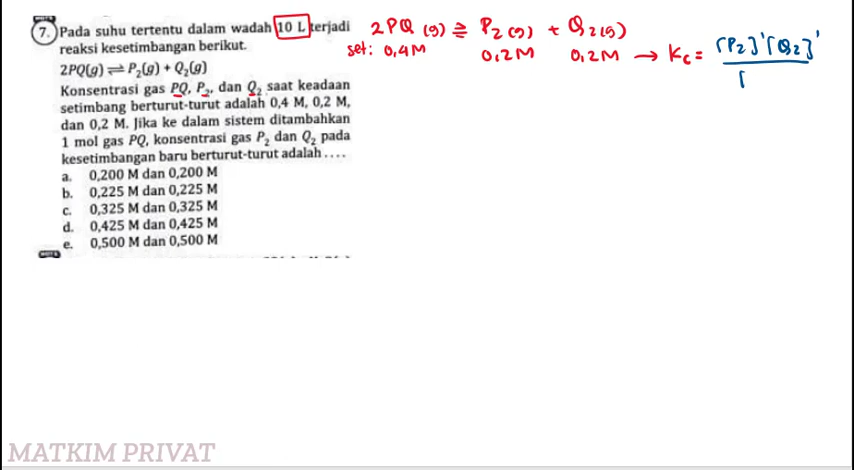 7. Pada suhu tertentu dalam wadah 10 L terjadi
reaksi kesetimbangan berikut.
2PQ(g) ⇌ P₂(g) + Q₂(g)
Konsentrasi gas PQ, P₂, dan Q₂ saat keadaan
setimbang berturut-turut adalah 0,4 M, 0,2 M,
dan 0,2 M. Jika ke dalam sistem ditambahkan
1 mol gas PQ, konsentrasi gas P₂ dan Q₂ pada
kesetimbangan baru berturut-turut adalah . . . .
a. 0,200 M dan 0,200 M
b. 0,225 M dan 0,225 M
c. 0,325 M dan 0,325 M
d. 0,425 M dan 0,425 M
e. 0,500 M dan 0,500 M
2PQ (g) ⇌ P₂(g) + Q₂(g)
set: 0,4M 0,2M 0,2M → Kc = [P₂]' [Q₂]'
[
MATKIM PRIVAT